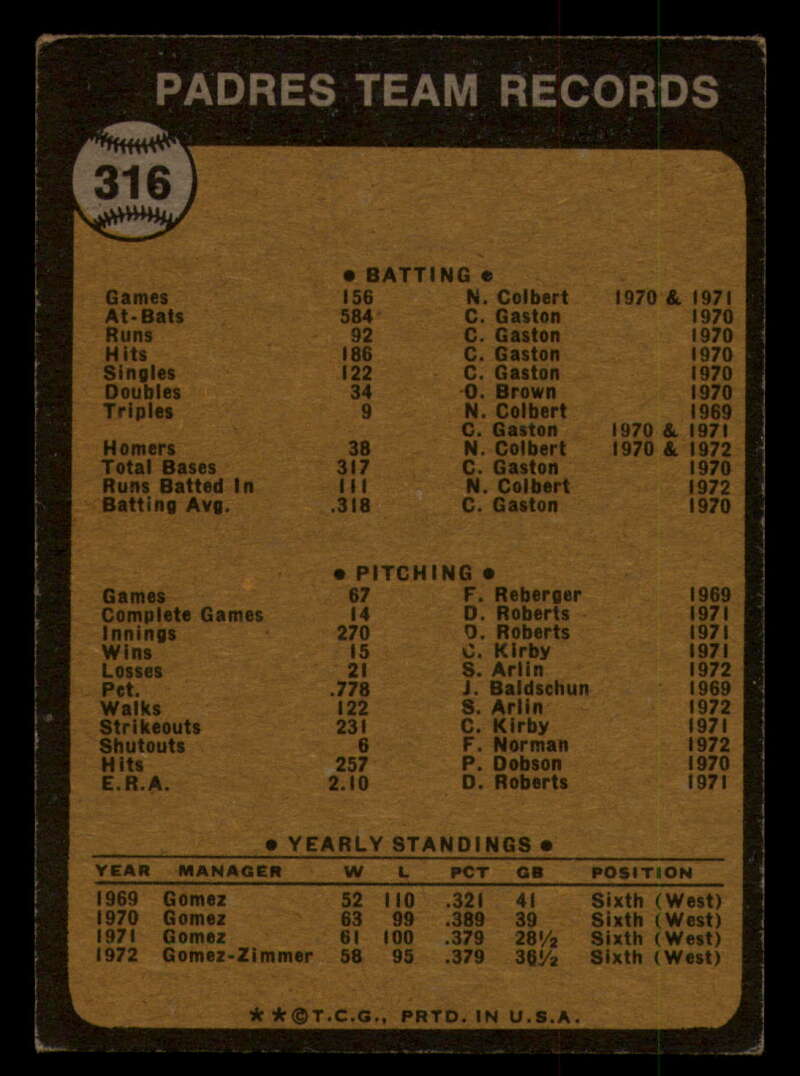 PADRES TEAM RECORDS
316
• BATTING •
Games 156 N. Colbert 1970 & 1971
At-Bats 584 C. Gaston 1970
Runs 92 C. Gaston 1970
Hits 186 C. Gaston 1970
Singles 122 C. Gaston 1970
Doubles 34 O. Brown 1970
Triples 9 N. Colbert 1969
C. Gaston 1970 & 1971
Homers 38 N. Colbert 1970 & 1972
Total Bases 317 C. Gaston 1970
Runs Batted In 111 N. Colbert 1972
Batting Avg. .318 C. Gaston 1970
• PITCHING •
Games 67 F. Reberger 1969
Complete Games 14 D. Roberts 1971
Innings 270 D. Roberts 1971
Wins 15 C. Kirby 1971
Losses 21 S. Arlin 1972
Pct. .778 J. Baldschun 1969
Walks 122 S. Arlin 1972
Strikeouts 231 C. Kirby 1971
Shutouts 6 F. Norman 1972
Hits 257 P. Dobson 1970
E.R.A. 2.10 D. Roberts 1971
• YEARLY STANDINGS •
YEAR MANAGER W L PCT GB POSITION
1969 Gomez 52 110 .321 41 Sixth (West)
1970 Gomez 63 99 .389 39 Sixth (West)
1971 Gomez 61 100 .379 28½ Sixth (West)
1972 Gomez-Zimmer 58 95 .379 36½ Sixth (West)
★★©T.C.G., PRTD. IN U.S.A.